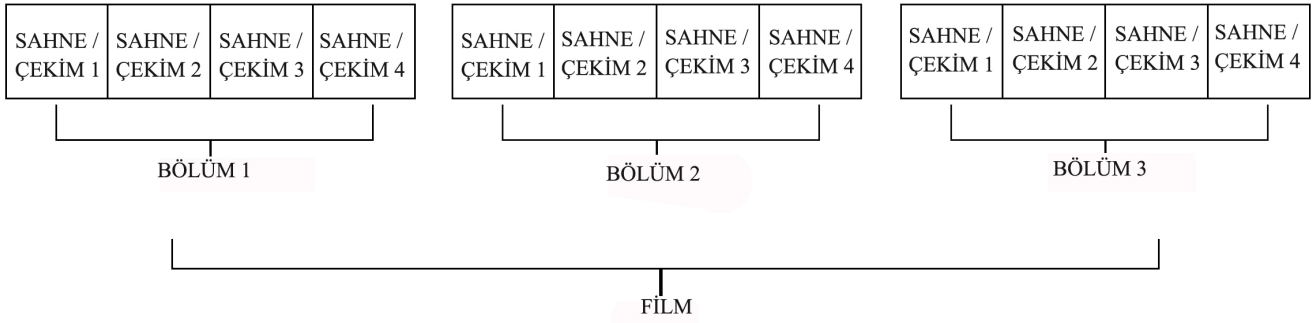 SAHNE / ÇEKİM 1
SAHNE / ÇEKİM 2
SAHNE / ÇEKİM 3
SAHNE / ÇEKİM 4
SAHNE / ÇEKİM 1
SAHNE / ÇEKİM 2
SAHNE / ÇEKİM 3
SAHNE / ÇEKİM 4
SAHNE / ÇEKİM 1
SAHNE / ÇEKİM 2
SAHNE / ÇEKİM 3
SAHNE / ÇEKİM 4
BÖLÜM 1
BÖLÜM 2
BÖLÜM 3
FİLM